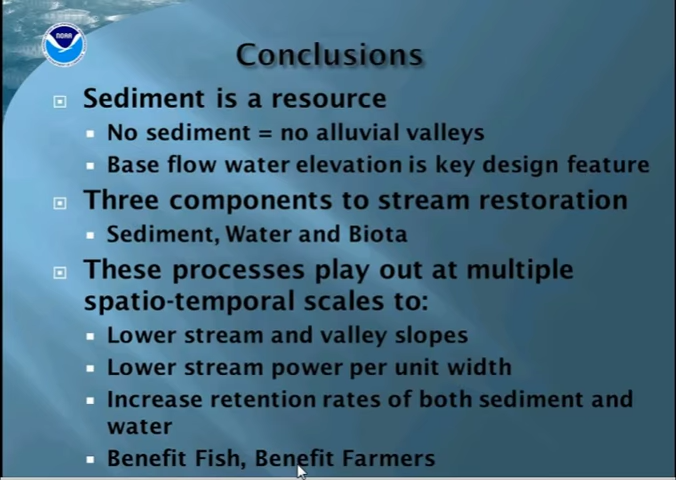 NOAA
Conclusions
Sediment is a resource
No sediment = no alluvial valleys
Base flow water elevation is key design feature
Three components to stream restoration
Sediment, Water and Biota
These processes play out at multiple
spatio-temporal scales to:
Lower stream and valley slopes
Lower stream power per unit width
Increase retention rates of both sediment and
water
Benefit Fish, Benefit Farmers